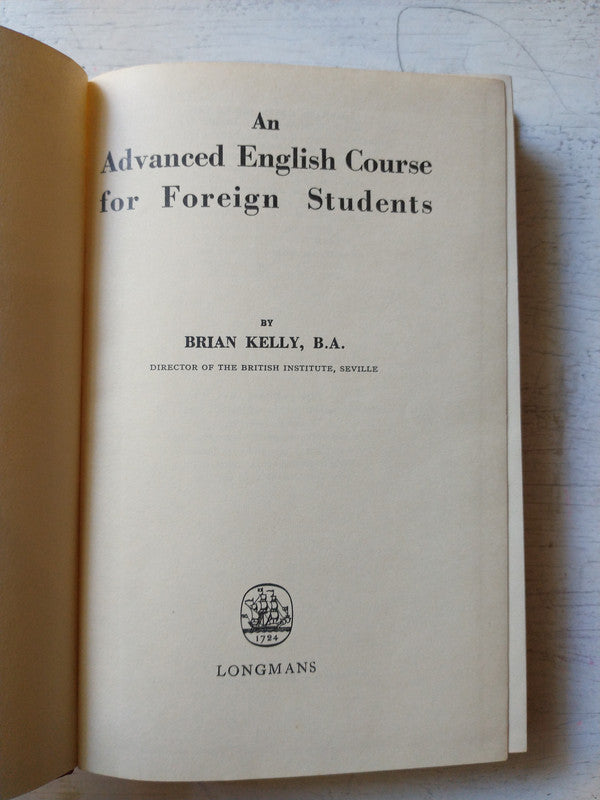 An
Advanced English Course
for Foreign Students
BY
BRIAN KELLY, B.A.
DIRECTOR OF THE BRITISH INSTITUTE, SEVILLE
1724
LONGMANS